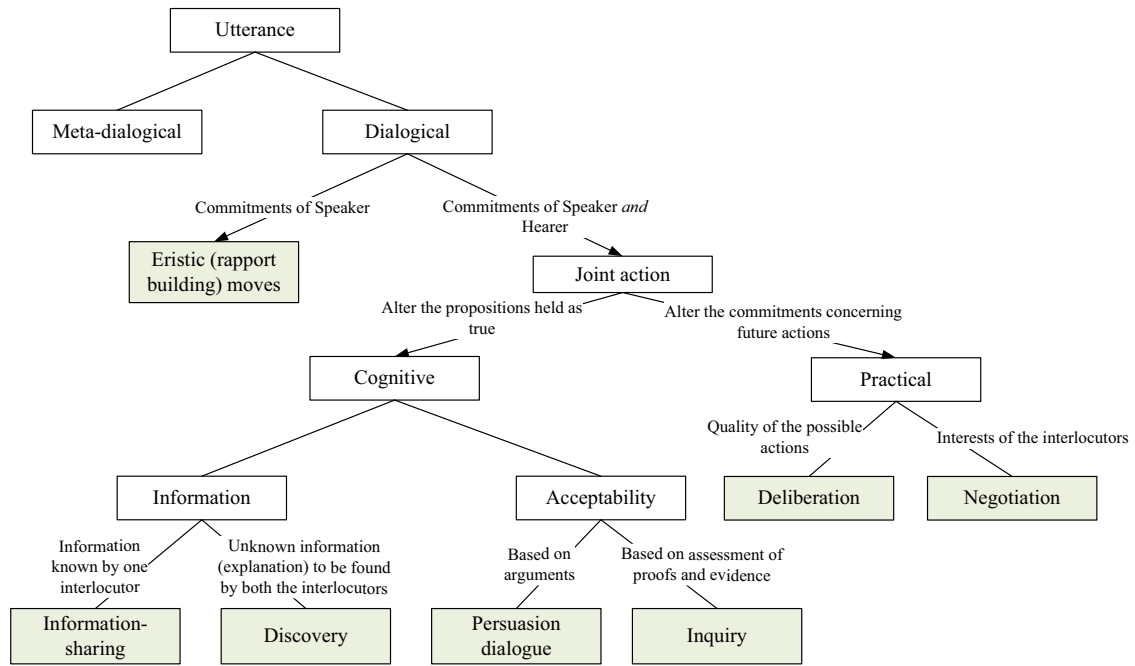 Utterance
Meta-dialogical
Dialogical
Commitments of Speaker
Commitments of Speaker and
Hearer
Eristic (rapport
building) moves
Joint action
Alter the propositions held as
true
Alter the commitments concerning
future actions
Cognitive
Practical
Quality of the possible
actions
Interests of the interlocutors
Information
Acceptability
Deliberation
Negotiation
Information
known by one
interlocutor
Unknown information
(explanation) to be found
by both the interlocutors
Based on
arguments
Based on assessment of
proofs and evidence
Information-
sharing
Discovery
Persuasion
dialogue
Inquiry